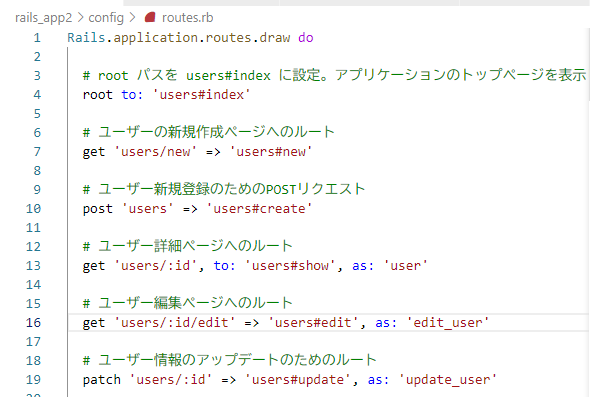 rails_app2 > config > routes.rb
1 Rails.application.routes.draw do
2
3 # root パスを users#index に設定。アプリケーションのトップページを表示
4 root to: 'users#index'
5
6 # ユーザーの新規作成ページへのルート
7 get 'users/new' => 'users#new'
8
9 # ユーザー新規登録のためのPOSTリクエスト
10 post 'users' => 'users#create'
11
12 # ユーザー詳細ページへのルート
13 get 'users/:id', to: 'users#show', as: 'user'
14
15 # ユーザー編集ページへのルート
16 get 'users/:id/edit' => 'users#edit', as: 'edit_user'
17
18 # ユーザー情報のアップデートのためのルート
19 patch 'users/:id' => 'users#update', as: 'update_user'
20